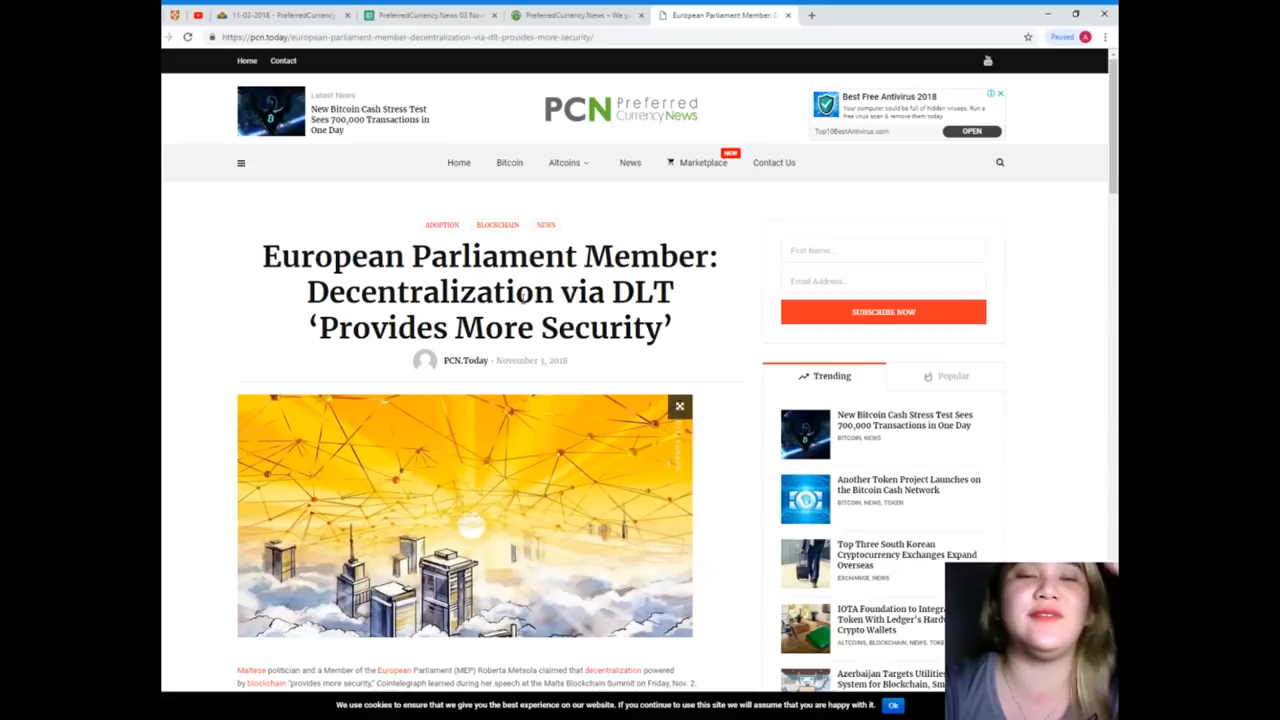 11-02-2018 - PreferredCurrency
PreferredCurrency.News 03 Nov
PreferredCurrency.News – We p
European Parliament Member: D
https://pcn.today/european-parliament-member-decentralization-via-dlt-provides-more-security/
Paused
A
Home
Contact
Latest News
New Bitcoin Cash Stress Test
Sees 700,000 Transactions in
One Day
PCN Preferred
Currency News
Best Free Antivirus 2018
Your computer could be full of hidden viruses. Run a
free virus scan & remove them today
Top10BestAntivirus.com
OPEN
Home
Bitcoin
Altcoins
News
Marketplace
NEW
Contact Us
ADOPTION
BLOCKCHAIN
NEWS
European Parliament Member:
Decentralization via DLT
‘Provides More Security’
PCN.Today - November 3, 2018
First Name...
Email Address...
SUBSCRIBE NOW
Trending
Popular
New Bitcoin Cash Stress Test Sees
700,000 Transactions in One Day
BITCOIN, NEWS
Another Token Project Launches on
the Bitcoin Cash Network
BITCOIN, NEWS, TOKEN
Top Three South Korean
Cryptocurrency Exchanges Expand
Overseas
EXCHANGE, NEWS
IOTA Foundation to Integra
Token With Ledger's Hardw
Crypto Wallets
ALTCOINS, BLOCKCHAIN, NEWS, TOKE
Azerbaijan Targets Utilities
System for Blockchain, Sm
Maltese politician and a Member of the European Parliament (MEP) Roberta Metsola claimed that decentralization powered
by blockchain "provides more security," Cointelegraph learned during her speech at the Malta Blockchain Summit on Friday, Nov. 2.
We use cookies to ensure that we give you the best experience on our website. If you continue to use this site we will assume that you are happy with it.
Ok